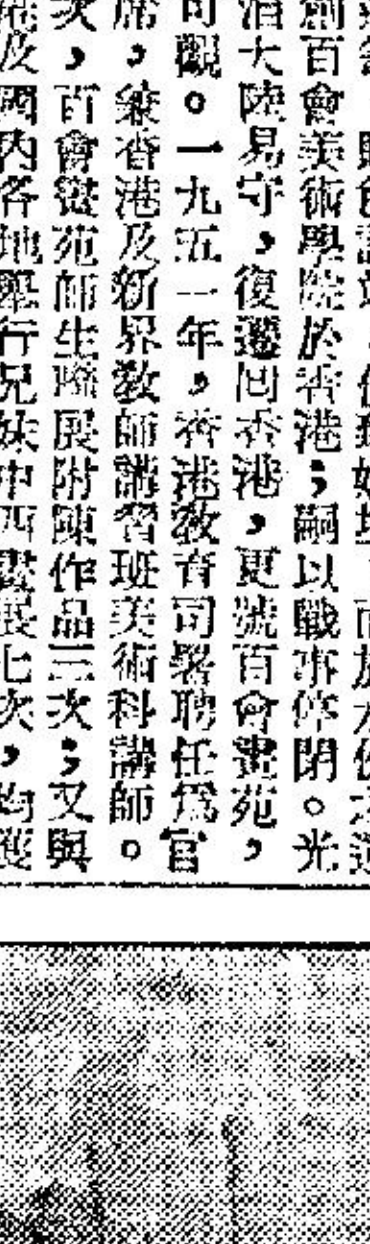 創百會美術學院於香港；嗣以戰事停閉。光
大陸易守，復遷回香港，更號百會畫苑，
可觀。一九五一年，香港教育司署聘任爲官
席，兼香港及新界教師講習班美術科講師。
次，百會畫苑師生聯展附陳作品三次；又與
及國內各地舉行兄妹中西畫展七次，均獲